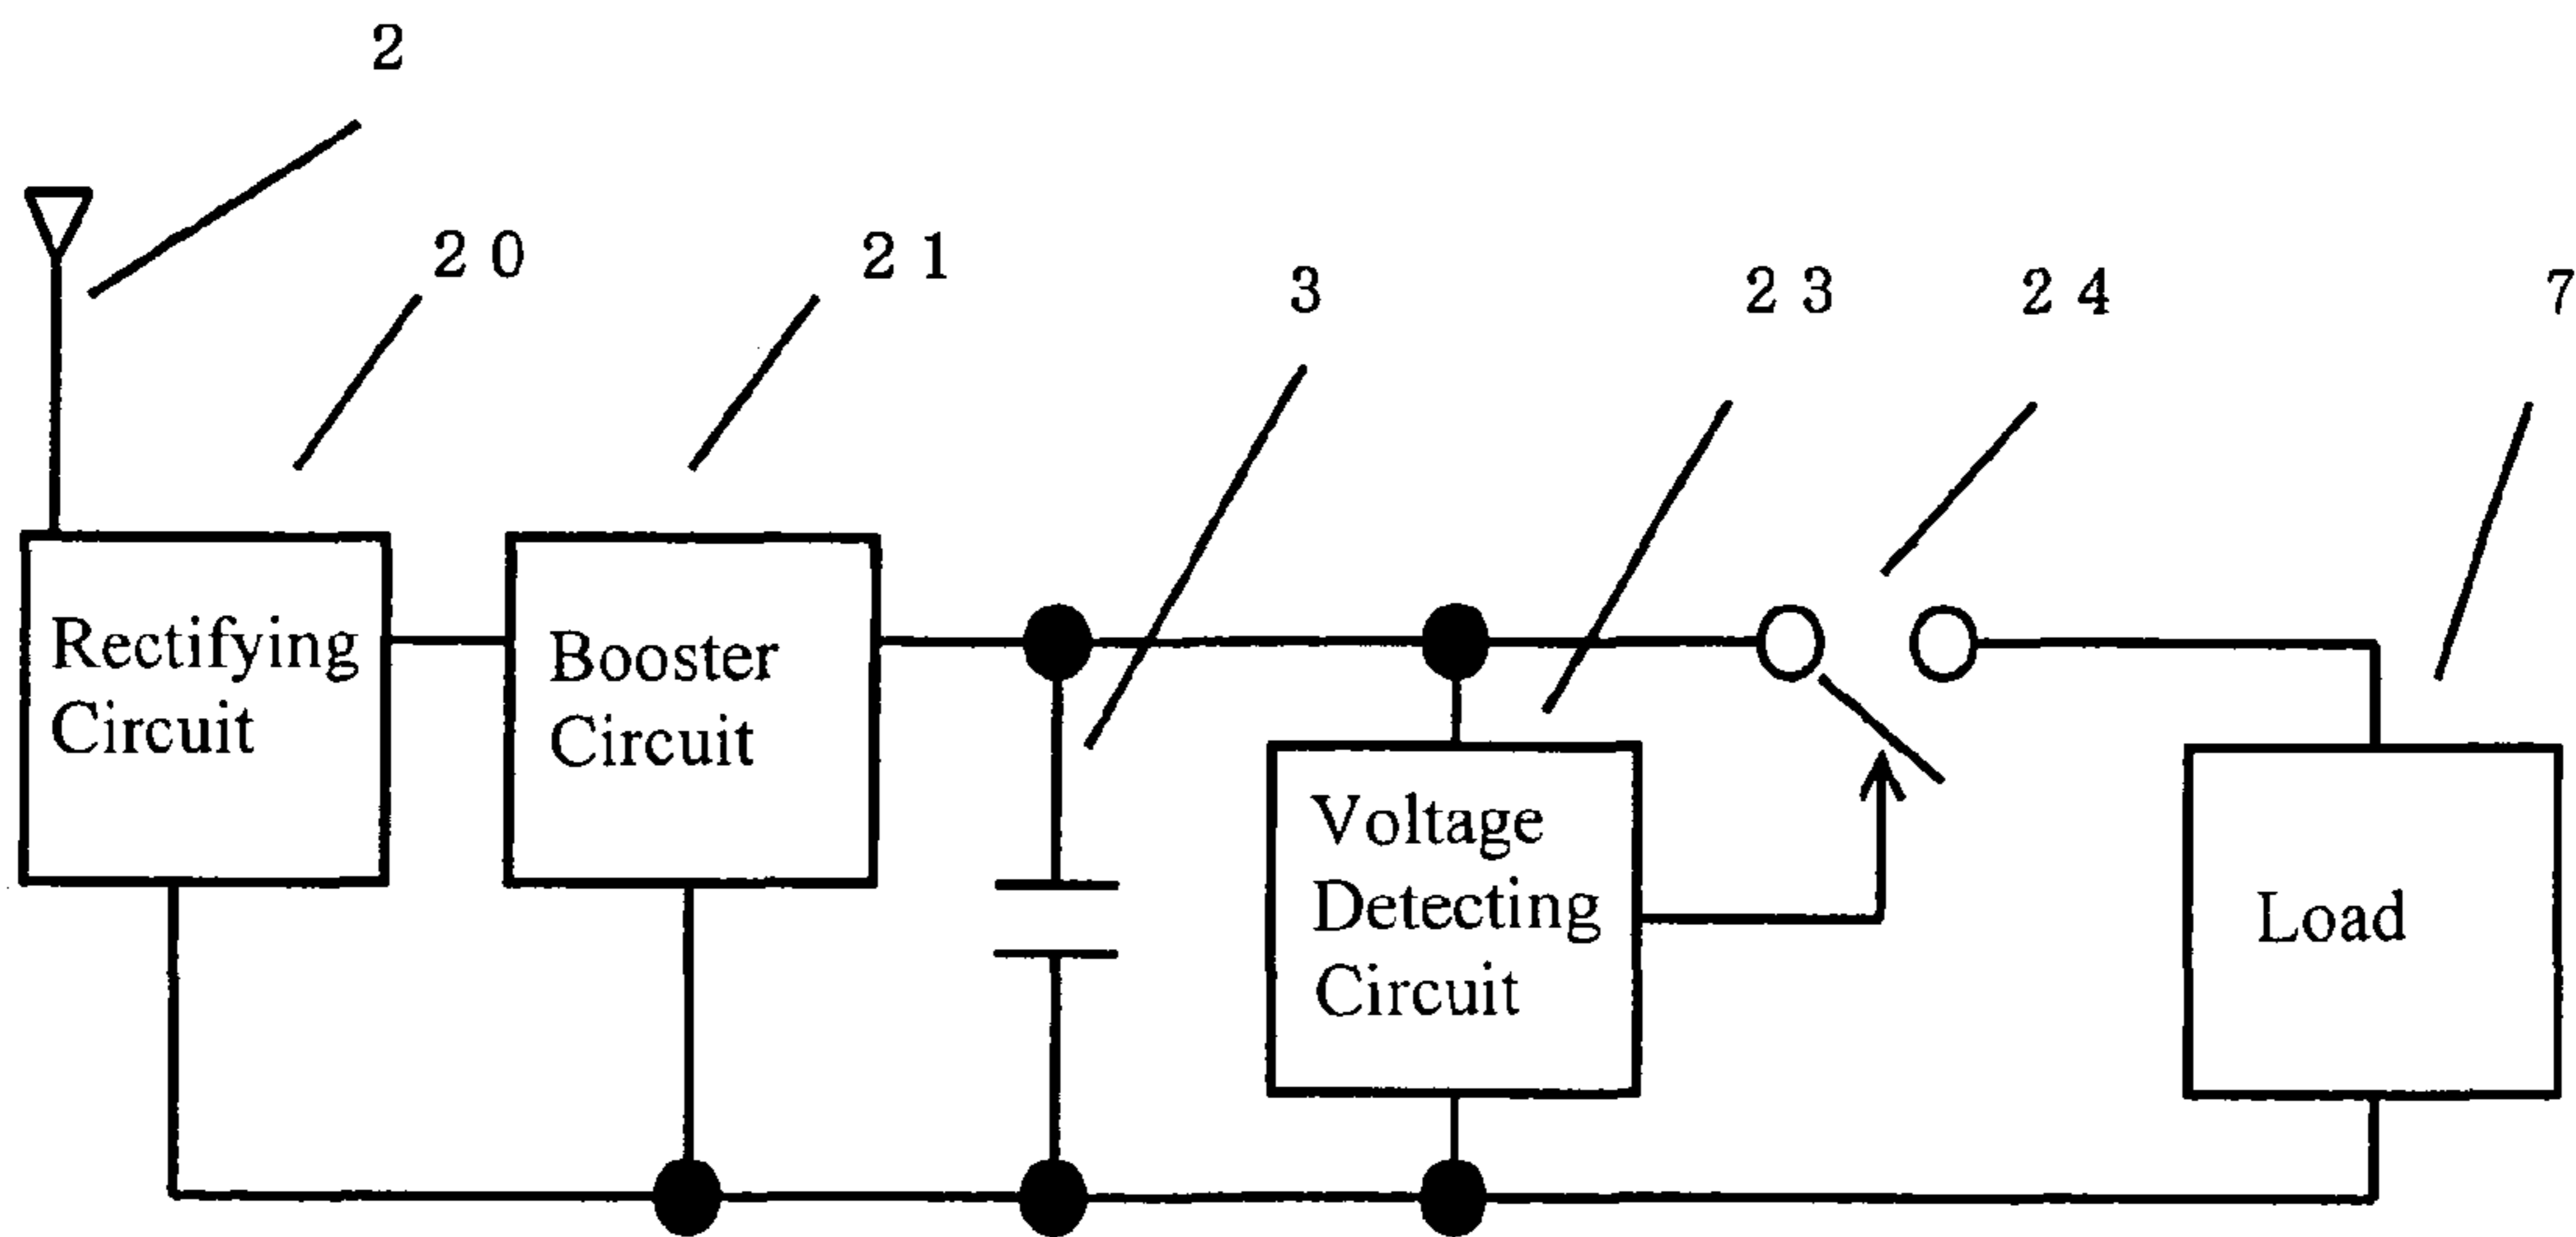 2
20
21
3
23
24
7
Rectifying
Circuit
Booster
Circuit
Voltage
Detecting
Circuit
Load